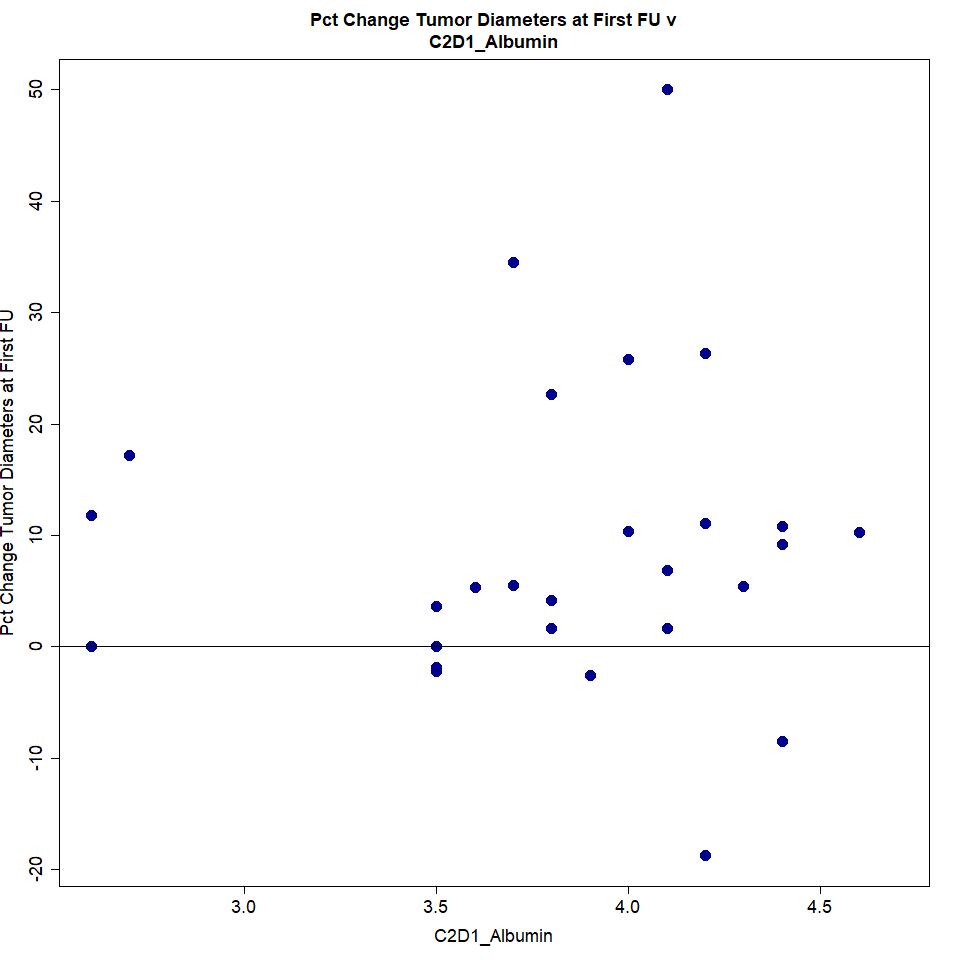 Pct Change Tumor Diameters at First FU v
C2D1_Albumin
Pct Change Tumor Diameters at First FU
50
40
30
20
10
0
-10
-20
3.0 3.5 4.0 4.5
C2D1_Albumin